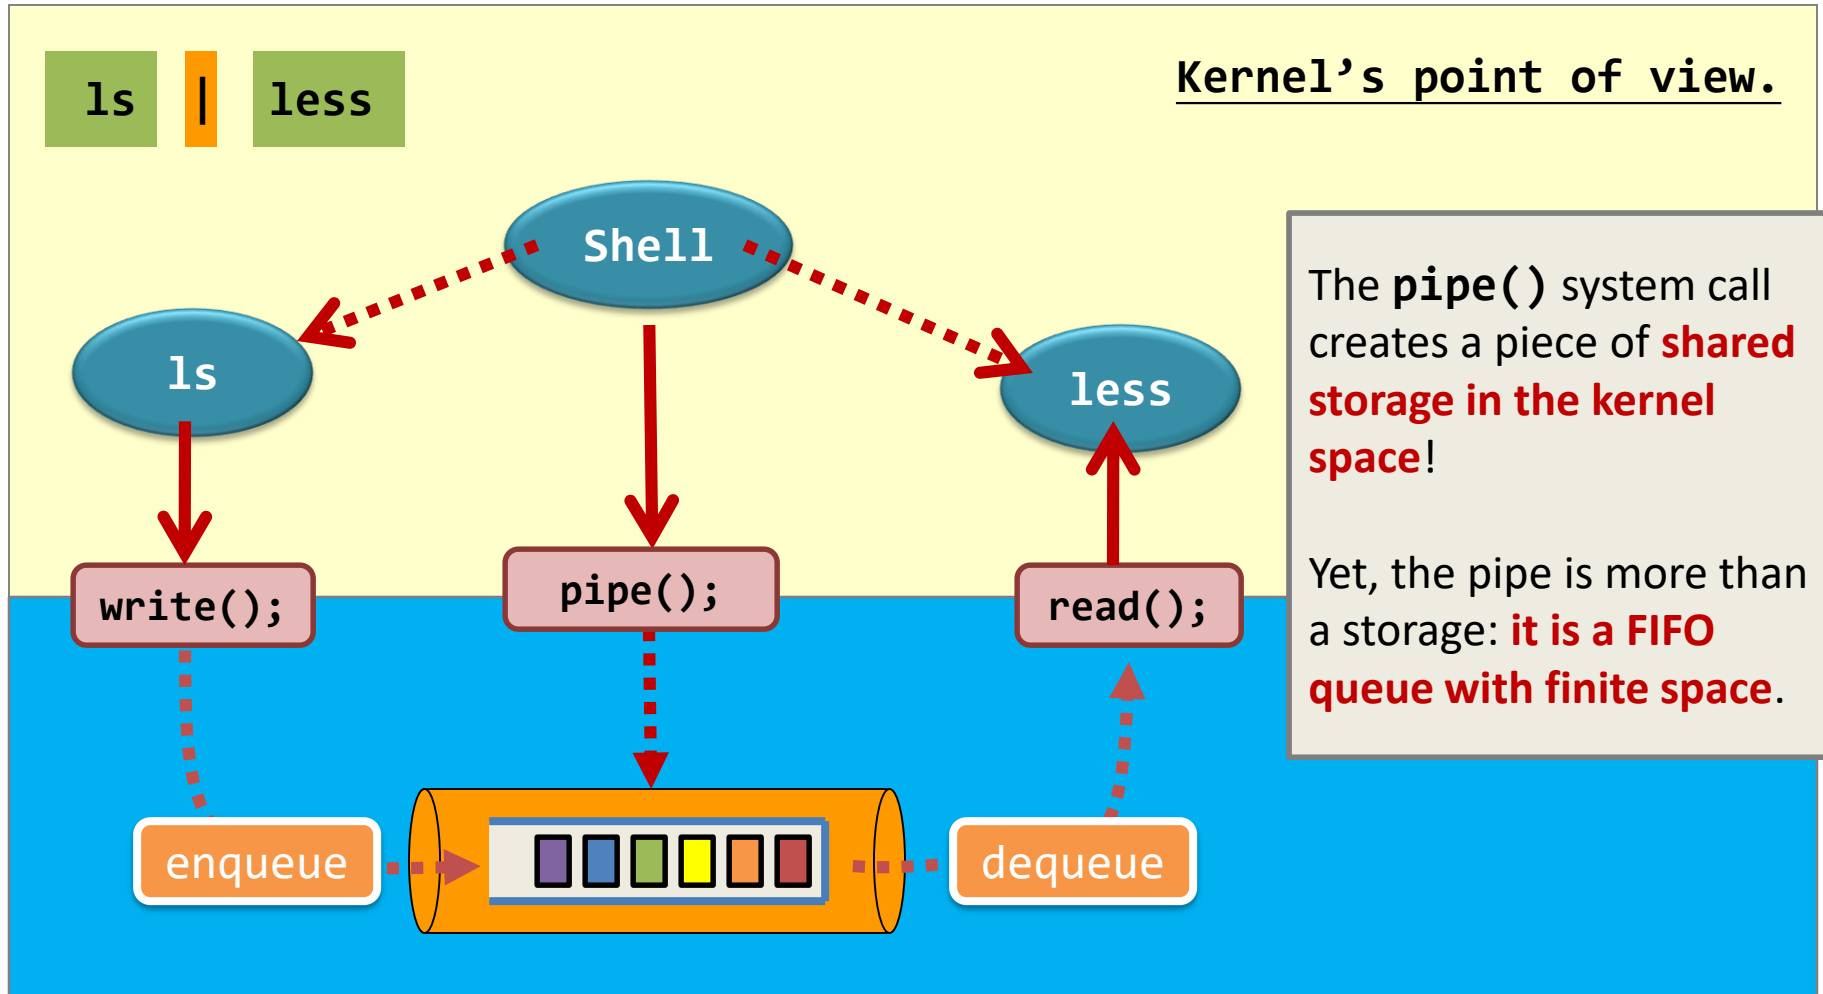 ls | less
Kernel’s point of view.
Shell
ls
less
write();
pipe();
read();
enqueue
dequeue
The pipe() system call
creates a piece of shared
storage in the kernel
space!
Yet, the pipe is more than
a storage: it is a FIFO
queue with finite space.